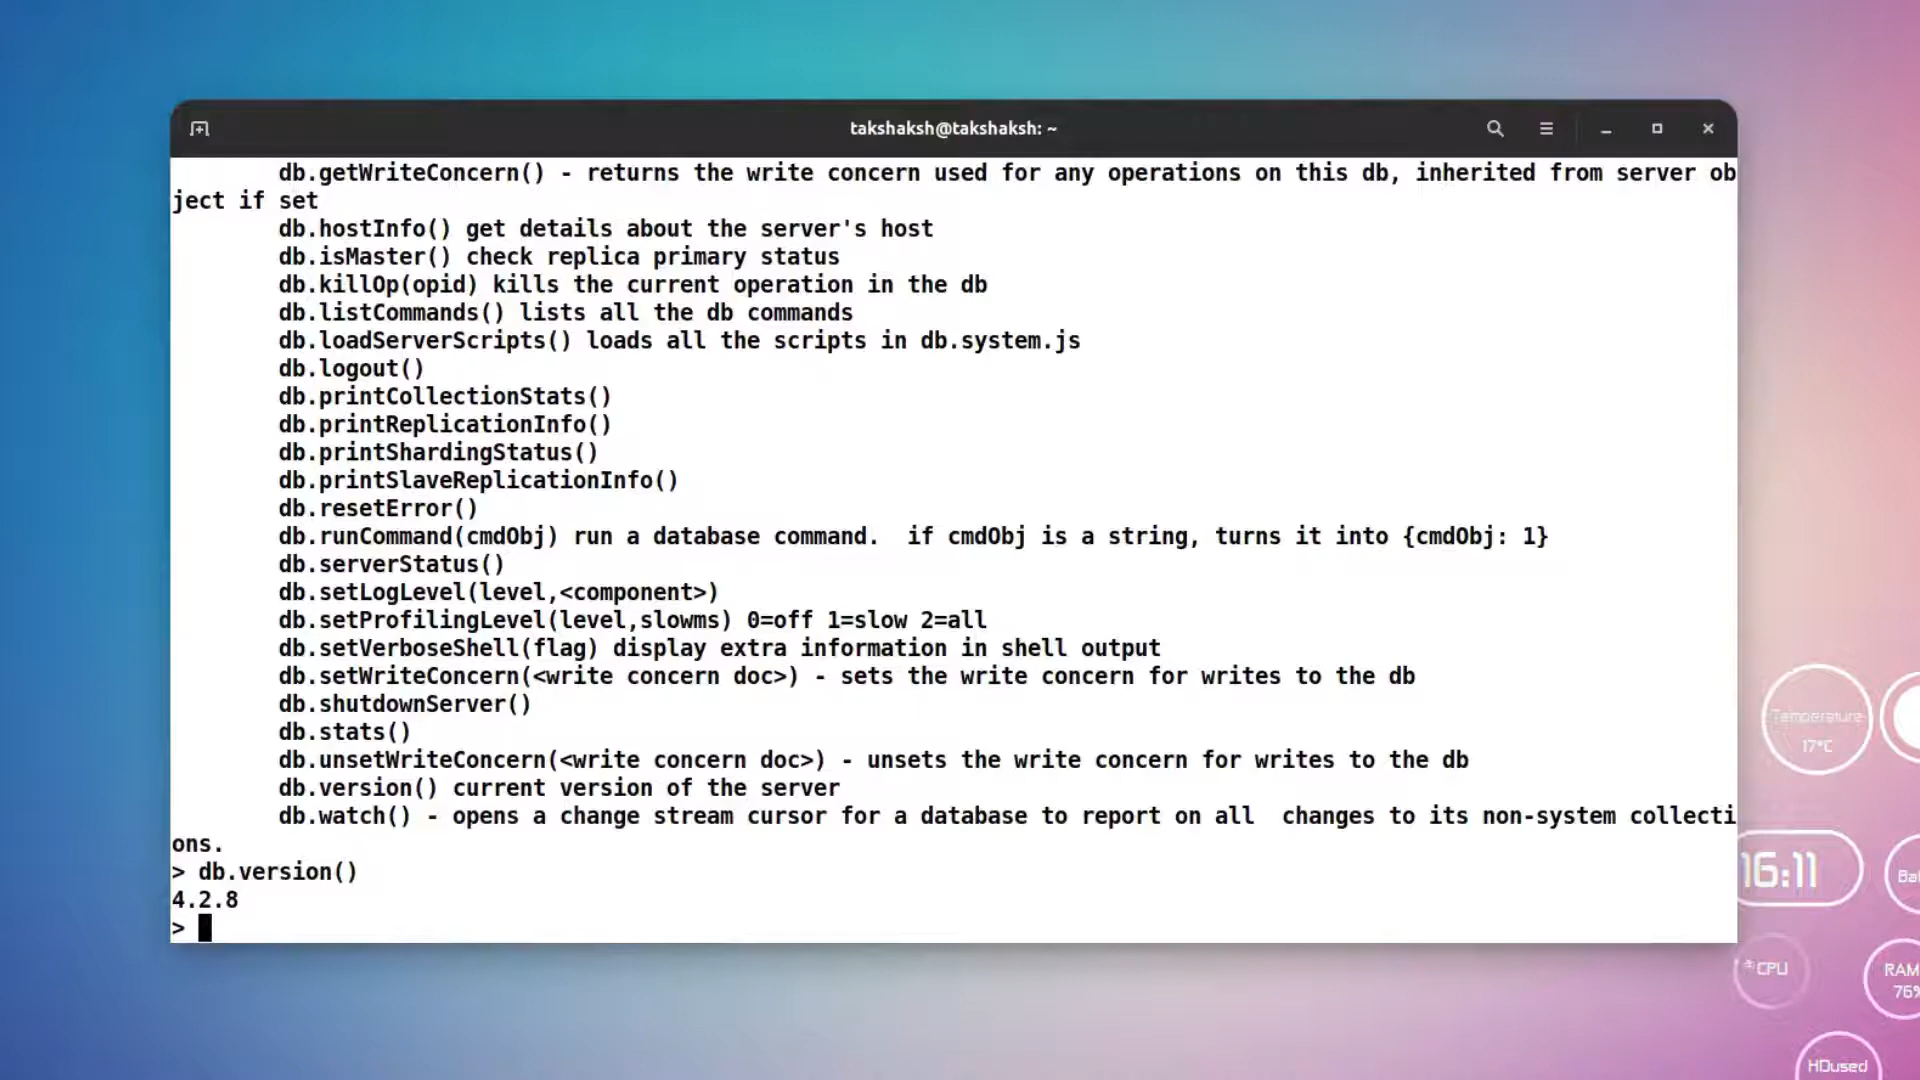 takshaksh@takshaksh: ~
db.getWriteConcern() - returns the write concern used for any operations on this db, inherited from server ob
ject if set
db.hostInfo() get details about the server's host
db.isMaster() check replica primary status
db.killOp(opid) kills the current operation in the db
db.listCommands() lists all the db commands
db.loadServerScripts() loads all the scripts in db.system.js
db.logout()
db.printCollectionStats()
db.printReplicationInfo()
db.printShardingStatus()
db.printSlaveReplicationInfo()
db.resetError()
db.runCommand(cmdObj) run a database command.  if cmdObj is a string, turns it into {cmdObj: 1}
db.serverStatus()
db.setLogLevel(level,<component>)
db.setProfilingLevel(level,slowms) 0=off 1=slow 2=all
db.setVerboseShell(flag) display extra information in shell output
db.setWriteConcern(<write concern doc>) - sets the write concern for writes to the db
db.shutdownServer()
db.stats()
db.unsetWriteConcern(<write concern doc>) - unsets the write concern for writes to the db
db.version() current version of the server
db.watch() - opens a change stream cursor for a database to report on all  changes to its non-system collecti
ons.
> db.version()
4.2.8
>
Temperature
17°C
16:11
Bat
CPU
RAM
76%
HDused